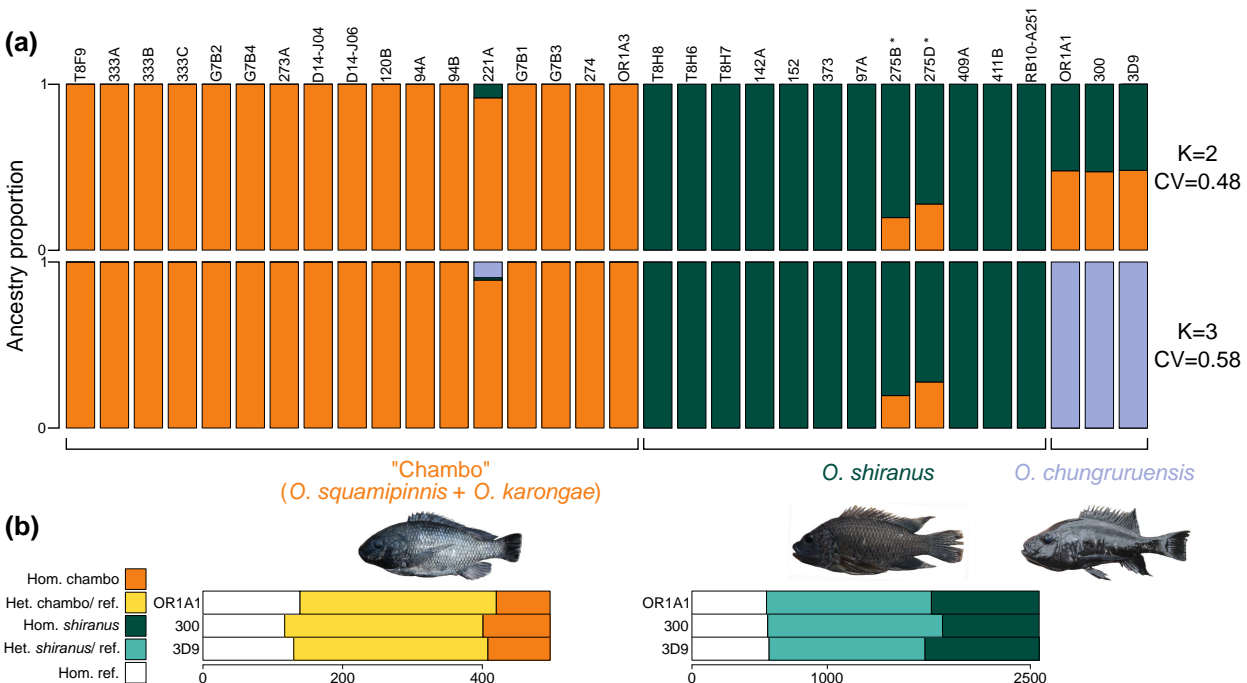 (a)
T8F9 333A 333B 333C G7B2 G7B4 273A D14-J04 D14-J06 120B 94A 94B 221A G7B1 G7B3 274 OR1A3 T8H8 T8H6 T8H7 142A 152 373 97A 275B * 275D * 409A 411B RB10-A251 OR1A1 300 3D9
1
0
K=2
CV=0.48
Ancestry proportion
1
0
K=3
CV=0.58
"Chambo"
(O. squamipinnis + O. karongae)
O. shiranus
O. chungruruensis
(b)
Hom. chambo
Het. chambo/ ref.
Hom. shiranus
Het. shiranus/ ref.
Hom. ref.
OR1A1
300
3D9
0 200 400
OR1A1
300
3D9
0 1000 2500